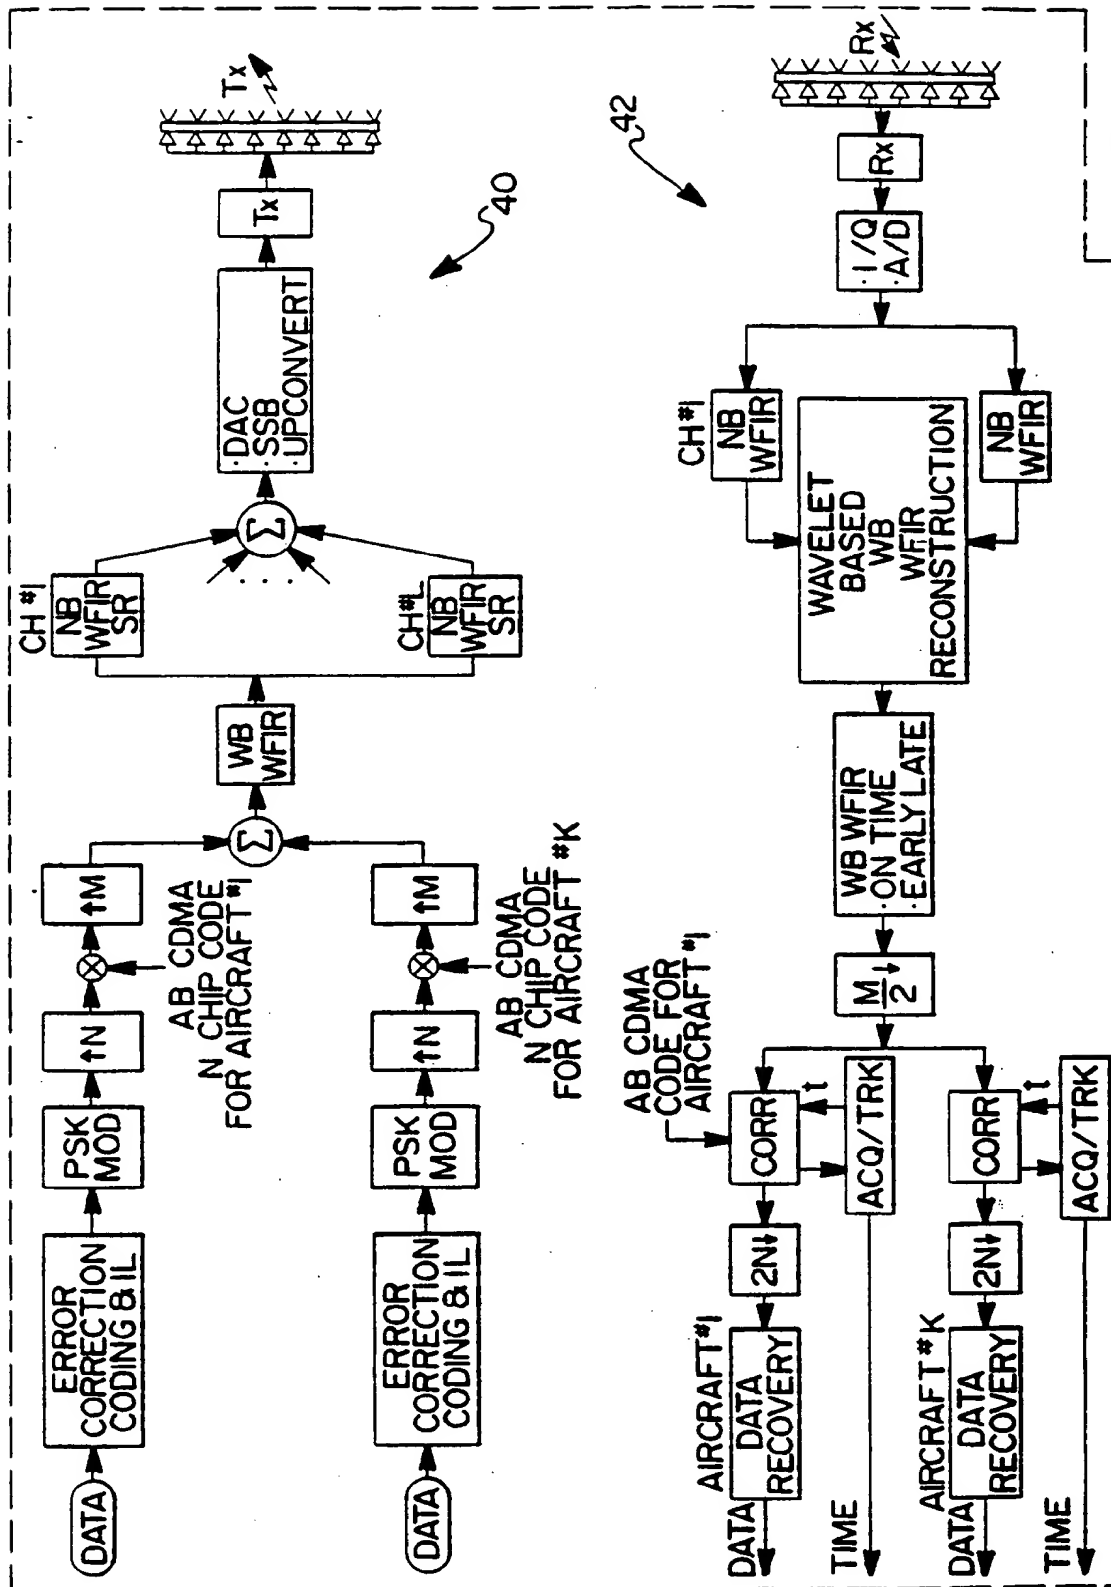 DATA
ERROR
CORRECTION
CODING & IL
PSK
MOD
↑N
AB CDMA
N CHIP CODE
FOR AIRCRAFT #1
↑M
DATA
ERROR
CORRECTION
CODING & IL
PSK
MOD
↑N
AB CDMA
N CHIP CODE
FOR AIRCRAFT #K
↑M
Σ
WB
WFIR
CH #1
NB
WFIR
SR
. . .
CH #L
NB
WFIR
SR
Σ
· DAC
· SSB
· UPCONVERT
Tx
Tx
40
42
Rx
Rx
· I/Q
· A/D
CH #1
NB
WFIR
NB
WFIR
WAVELET
BASED
WB
WFIR
RECONSTRUCTION
WB WFIR
· ON TIME
· EARLY LATE
M/2 ↓
AB CDMA
CODE FOR
AIRCRAFT #1
CORR
t
ACQ/TRK
2N↓
AIRCRAFT #1
DATA
RECOVERY
DATA
TIME
CORR
t
ACQ/TRK
2N↓
AIRCRAFT #K
DATA
RECOVERY
DATA
TIME